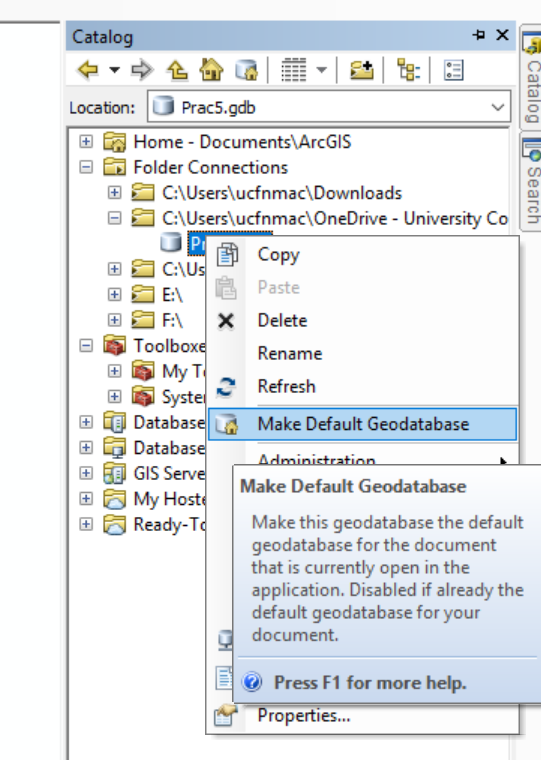 Catalog
Location: Prac5.gdb
Home - Documents\ArcGIS
Folder Connections
C:\Users\ucfnmac\Downloads
C:\Users\ucfnmac\OneDrive - University Co
Pr
C:\Us
E:\
F:\
Toolboxe
My T
Syste
Database
Database
GIS Serve
My Hoste
Ready-To
Copy
Paste
Delete
Rename
Refresh
Make Default Geodatabase
Administration
Make Default Geodatabase
Make this geodatabase the default
geodatabase for the document
that is currently open in the
application. Disabled if already the
default geodatabase for your
document.
Press F1 for more help.
Properties...
Catalog
Search